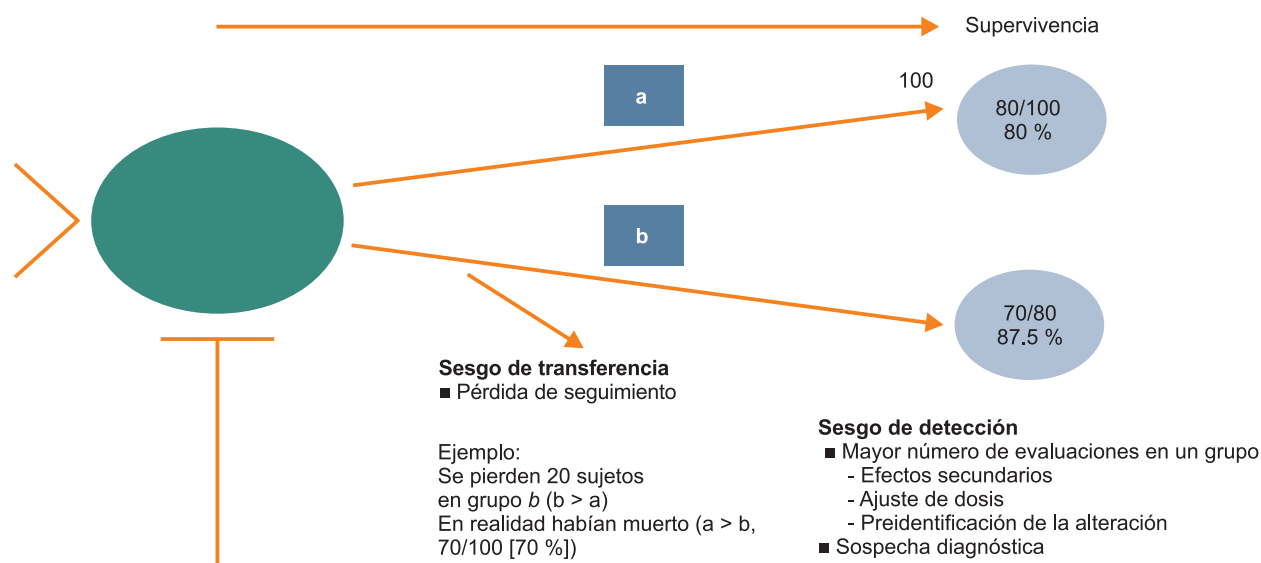 Supervivencia
a
100
80/100
80 %
b
70/80
87.5 %
Sesgo de transferencia
■ Pérdida de seguimiento
Ejemplo:
Se pierden 20 sujetos
en grupo b (b > a)
En realidad habían muerto (a > b,
70/100 [70 %])
Sesgo de detección
■ Mayor número de evaluaciones en un grupo
- Efectos secundarios
- Ajuste de dosis
- Preidentificación de la alteración
■ Sospecha diagnóstica